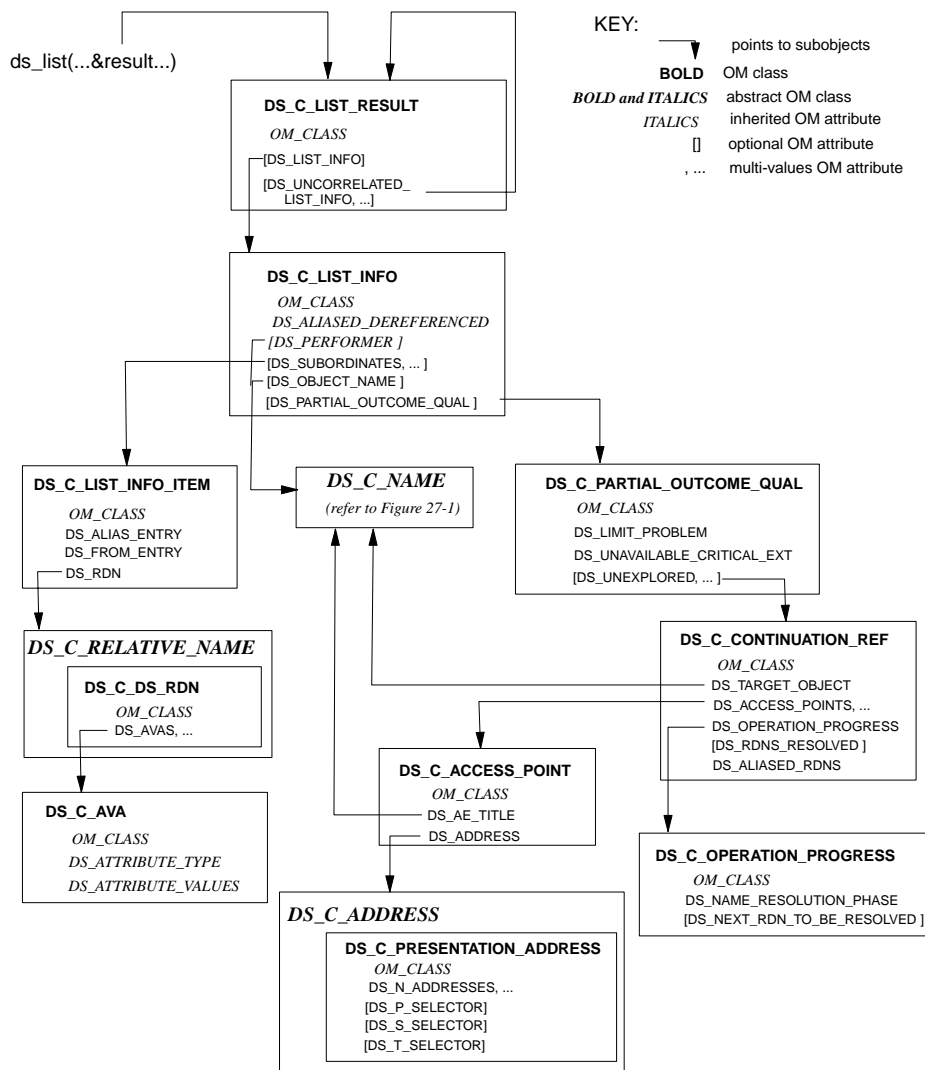 KEY:
ds_list(...&result...)
points to subobjects
BOLD OM class
BOLD and ITALICS abstract OM class
ITALICS inherited OM attribute
[] optional OM attribute
, ... multi-values OM attribute
DS_C_LIST_RESULT
OM_CLASS
[DS_LIST_INFO]
[DS_UNCORRELATED_
LIST_INFO, ...]
DS_C_LIST_INFO
OM_CLASS
DS_ALIASED_DEREFERENCED
[DS_PERFORMER ]
[DS_SUBORDINATES, ... ]
[DS_OBJECT_NAME ]
[DS_PARTIAL_OUTCOME_QUAL ]
DS_C_LIST_INFO_ITEM
OM_CLASS
DS_ALIAS_ENTRY
DS_FROM_ENTRY
DS_RDN
DS_C_NAME
(refer to Figure 27-1)
DS_C_PARTIAL_OUTCOME_QUAL
OM_CLASS
DS_LIMIT_PROBLEM
DS_UNAVAILABLE_CRITICAL_EXT
[DS_UNEXPLORED, ... ]
DS_C_RELATIVE_NAME
DS_C_DS_RDN
OM_CLASS
DS_AVAS, ...
DS_C_CONTINUATION_REF
OM_CLASS
DS_TARGET_OBJECT
DS_ACCESS_POINTS, ...
DS_OPERATION_PROGRESS
[DS_RDNS_RESOLVED ]
DS_ALIASED_RDNS
DS_C_ACCESS_POINT
OM_CLASS
DS_AE_TITLE
DS_ADDRESS
DS_C_AVA
OM_CLASS
DS_ATTRIBUTE_TYPE
DS_ATTRIBUTE_VALUES
DS_C_OPERATION_PROGRESS
OM_CLASS
DS_NAME_RESOLUTION_PHASE
[DS_NEXT_RDN_TO_BE_RESOLVED ]
DS_C_ADDRESS
DS_C_PRESENTATION_ADDRESS
OM_CLASS
DS_N_ADDRESSES, ...
[DS_P_SELECTOR]
[DS_S_SELECTOR]
[DS_T_SELECTOR]